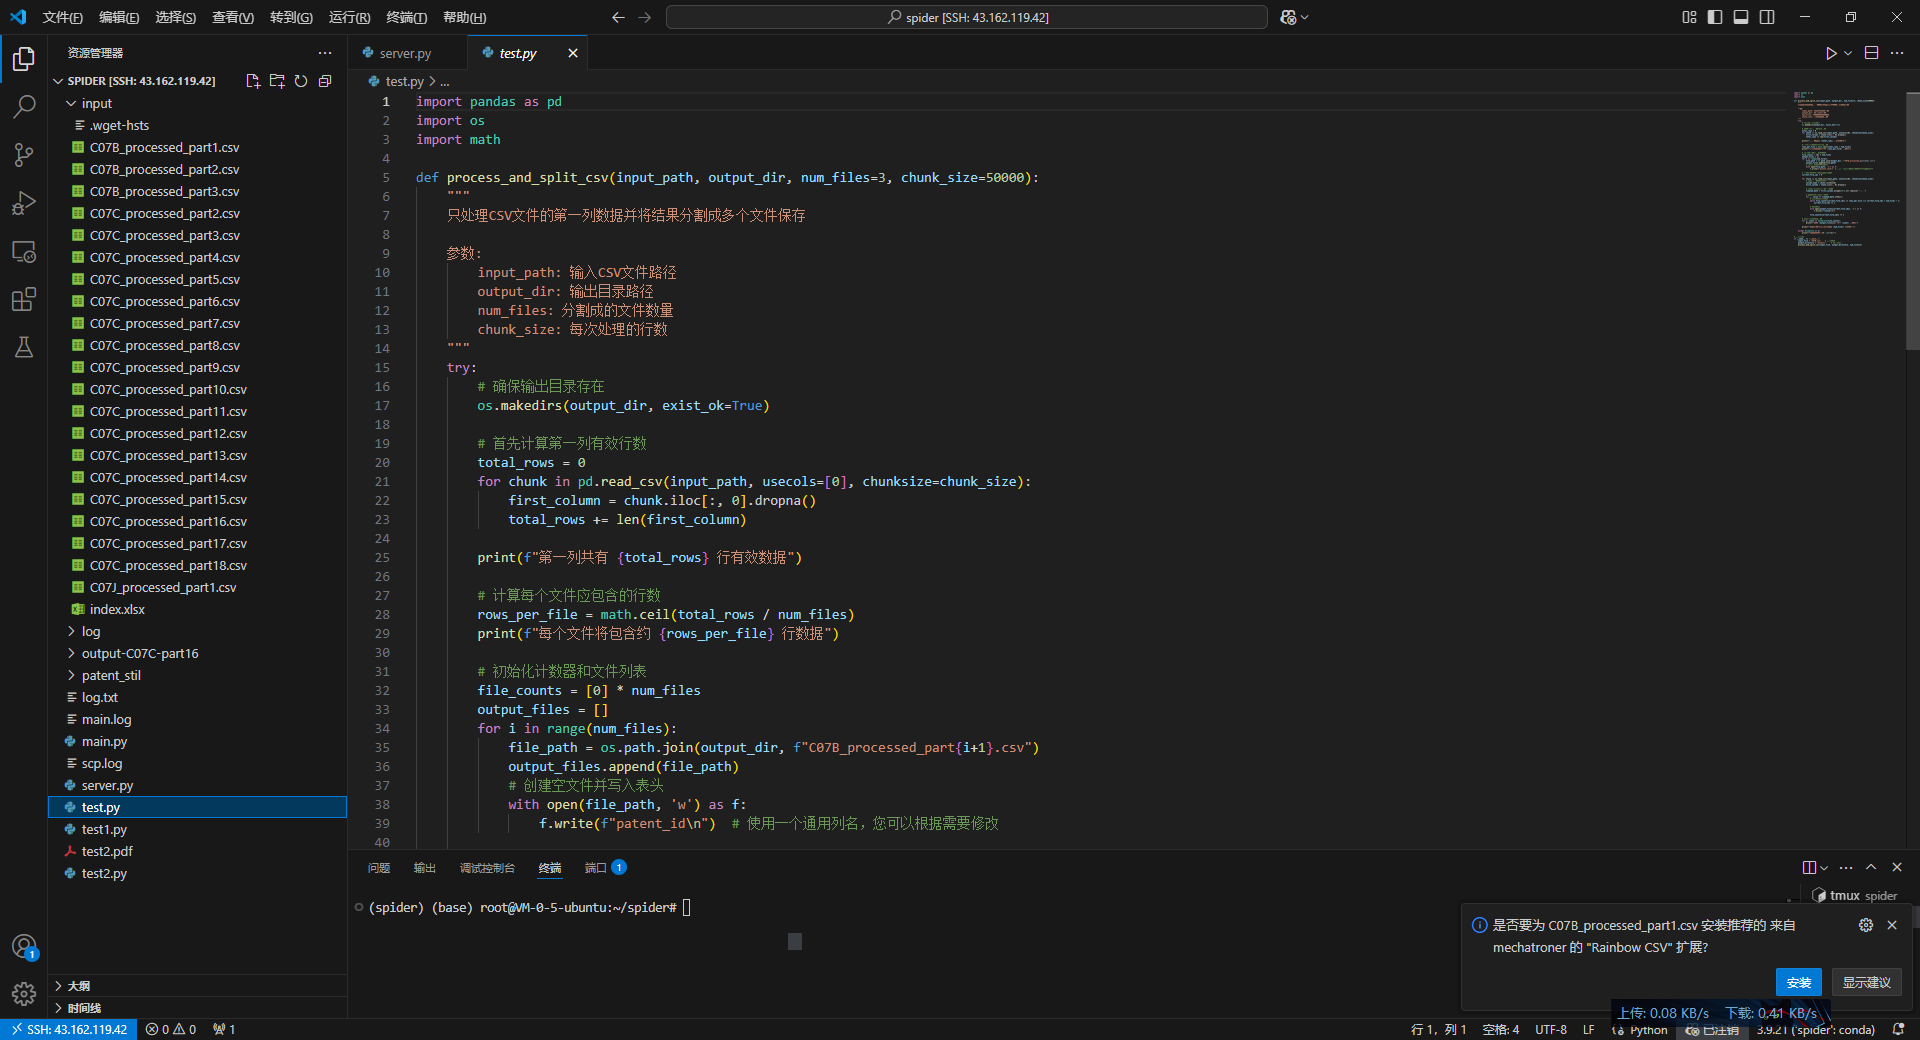 文件(F) 编辑(E) 选择(S) 查看(V) 转到(G) 运行(R) 终端(T) 帮助(H)
spider [SSH: 43.162.119.42]
资源管理器
SPIDER [SSH: 43.162.119.42]
input
.wget-hsts
C07B_processed_part1.csv
C07B_processed_part2.csv
C07B_processed_part3.csv
C07C_processed_part2.csv
C07C_processed_part3.csv
C07C_processed_part4.csv
C07C_processed_part5.csv
C07C_processed_part6.csv
C07C_processed_part7.csv
C07C_processed_part8.csv
C07C_processed_part9.csv
C07C_processed_part10.csv
C07C_processed_part11.csv
C07C_processed_part12.csv
C07C_processed_part13.csv
C07C_processed_part14.csv
C07C_processed_part15.csv
C07C_processed_part16.csv
C07C_processed_part17.csv
C07C_processed_part18.csv
C07J_processed_part1.csv
index.xlsx
log
output-C07C-part16
patent_stil
log.txt
main.log
main.py
scp.log
server.py
test.py
test1.py
test2.pdf
test2.py
大纲
时间线
server.py test.py
test.py > ...
1 import pandas as pd
2 import os
3 import math
4
5 def process_and_split_csv(input_path, output_dir, num_files=3, chunk_size=50000):
6 """
7 只处理CSV文件的第一列数据并将结果分割成多个文件保存
8
9 参数:
10 input_path: 输入CSV文件路径
11 output_dir: 输出目录路径
12 num_files: 分割成的文件数量
13 chunk_size: 每次处理的行数
14 """
15 try:
16 # 确保输出目录存在
17 os.makedirs(output_dir, exist_ok=True)
18
19 # 首先计算第一列有效行数
20 total_rows = 0
21 for chunk in pd.read_csv(input_path, usecols=[0], chunksize=chunk_size):
22 first_column = chunk.iloc[:, 0].dropna()
23 total_rows += len(first_column)
24
25 print(f"第一列共有 {total_rows} 行有效数据")
26
27 # 计算每个文件应包含的行数
28 rows_per_file = math.ceil(total_rows / num_files)
29 print(f"每个文件将包含约 {rows_per_file} 行数据")
30
31 # 初始化计数器和文件列表
32 file_counts = [0] * num_files
33 output_files = []
34 for i in range(num_files):
35 file_path = os.path.join(output_dir, f"C07B_processed_part{i+1}.csv")
36 output_files.append(file_path)
37 # 创建空文件并写入表头
38 with open(file_path, 'w') as f:
39 f.write(f"patent_id\n") # 使用一个通用列名，您可以根据需要修改
40
问题 输出 调试控制台 终端 端口 1
(spider) (base) root@VM-0-5-ubuntu:~/spider#
tmux spider
是否要为 C07B_processed_part1.csv 安装推荐的 来自
mechatroner 的 "Rainbow CSV" 扩展?
安装 显示建议
上传: 0.08 KB/s 下载: 0.41 KB/s
1
SSH: 43.162.119.42 0 0 1
行 1，列 1 空格: 4 UTF-8 LF Python 已注销 3.9.21 ('spider': conda)